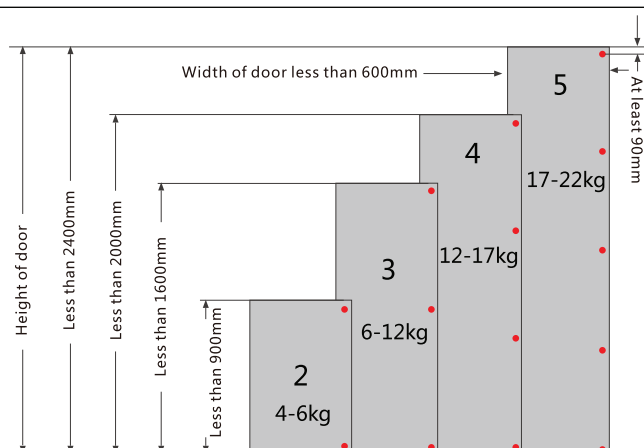 Width of door less than 600mm
5
At least 90mm
4
17-22kg
12-17kg
3
6-12kg
2
4-6kg
Height of door
Less than 2400mm
Less than 2000mm
Less than 1600mm
Less than 900mm